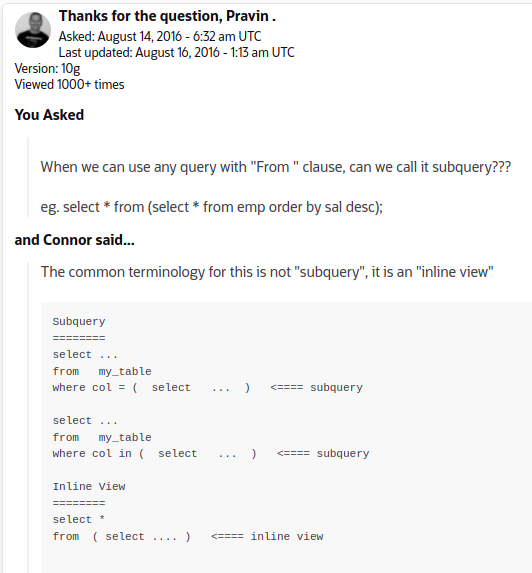 Thanks for the question, Pravin .
Asked: August 14, 2016 - 6:32 am UTC
Last updated: August 16, 2016 - 1:13 am UTC
Version: 10g
Viewed 1000+ times
You Asked
When we can use any query with "From " clause, can we call it subquery???
eg. select * from (select * from emp order by sal desc);
and Connor said...
The common terminology for this is not "subquery", it is an "inline view"
Subquery
========
select ...
from   my_table
where col = (  select   ...  )   <==== subquery
select ...
from   my_table
where col in (  select   ...  )   <==== subquery
Inline View
========
select *
from  ( select .... )   <==== inline view